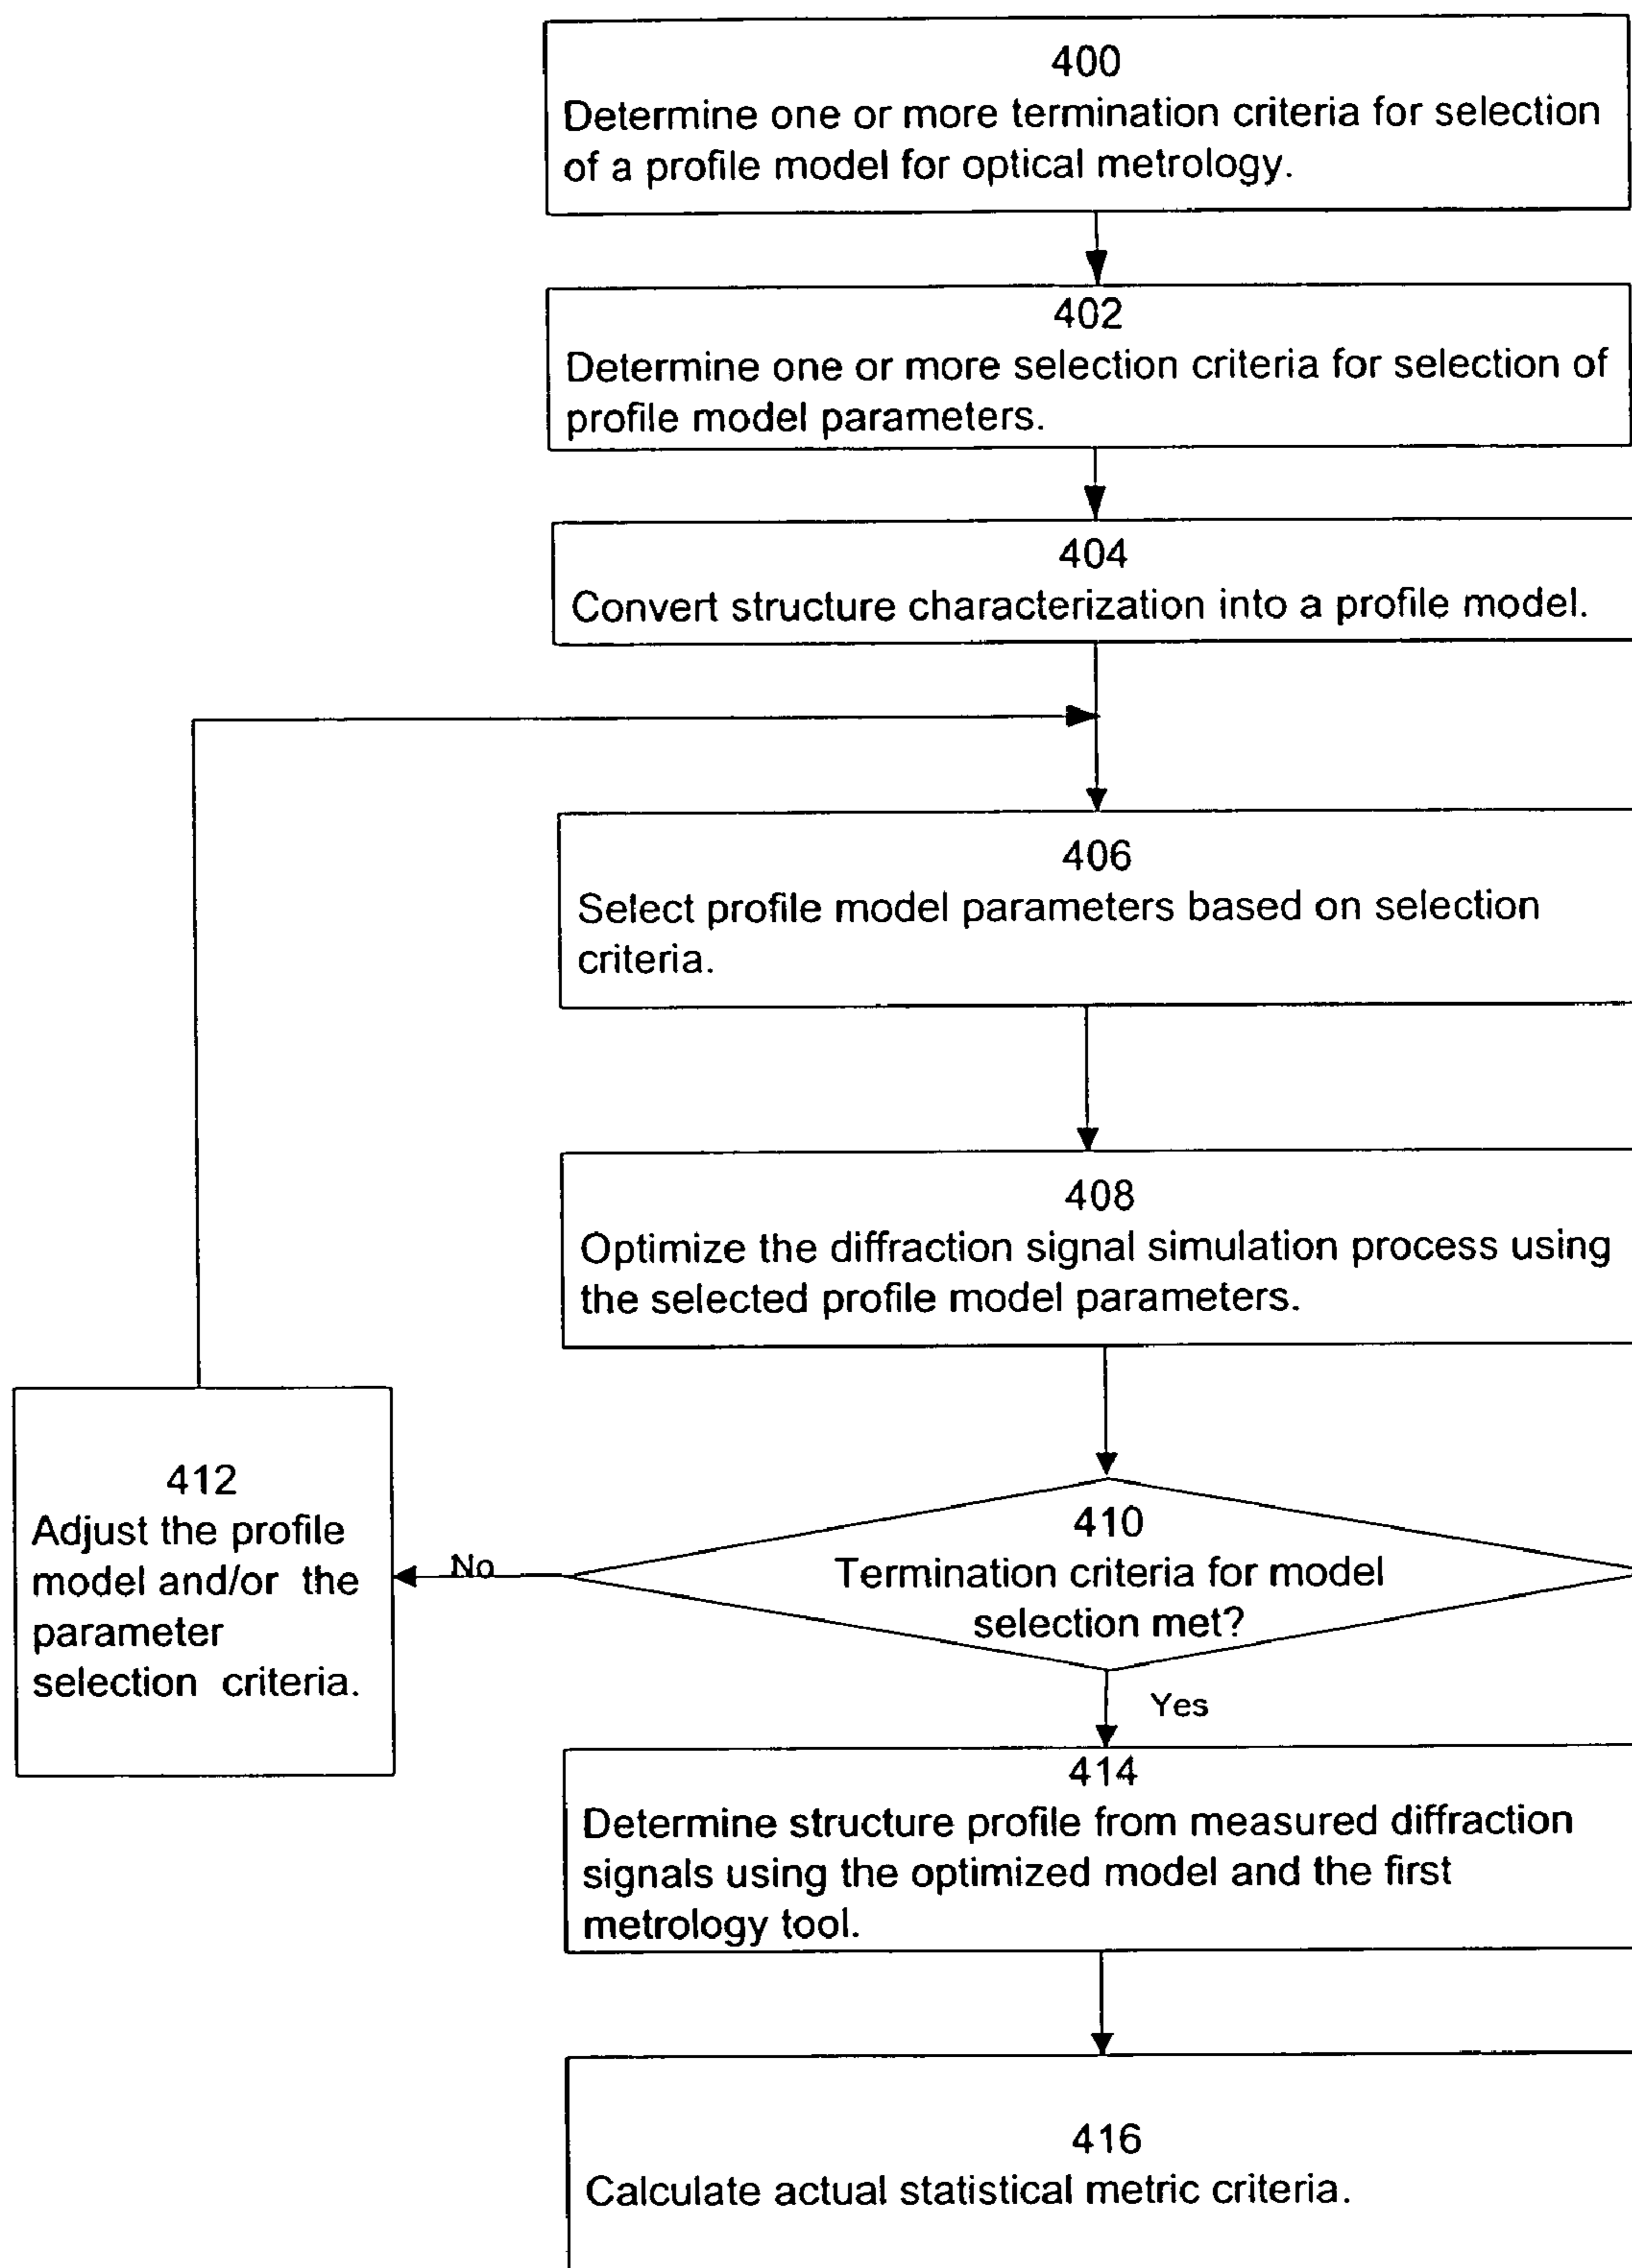 400
Determine one or more termination criteria for selection
of a profile model for optical metrology.
402
Determine one or more selection criteria for selection of
profile model parameters.
404
Convert structure characterization into a profile model.
406
Select profile model parameters based on selection
criteria.
408
Optimize the diffraction signal simulation process using
the selected profile model parameters.
412
Adjust the profile
model and/or the
parameter
selection criteria.
No
410
Termination criteria for model
selection met?
Yes
414
Determine structure profile from measured diffraction
signals using the optimized model and the first
metrology tool.
416
Calculate actual statistical metric criteria.